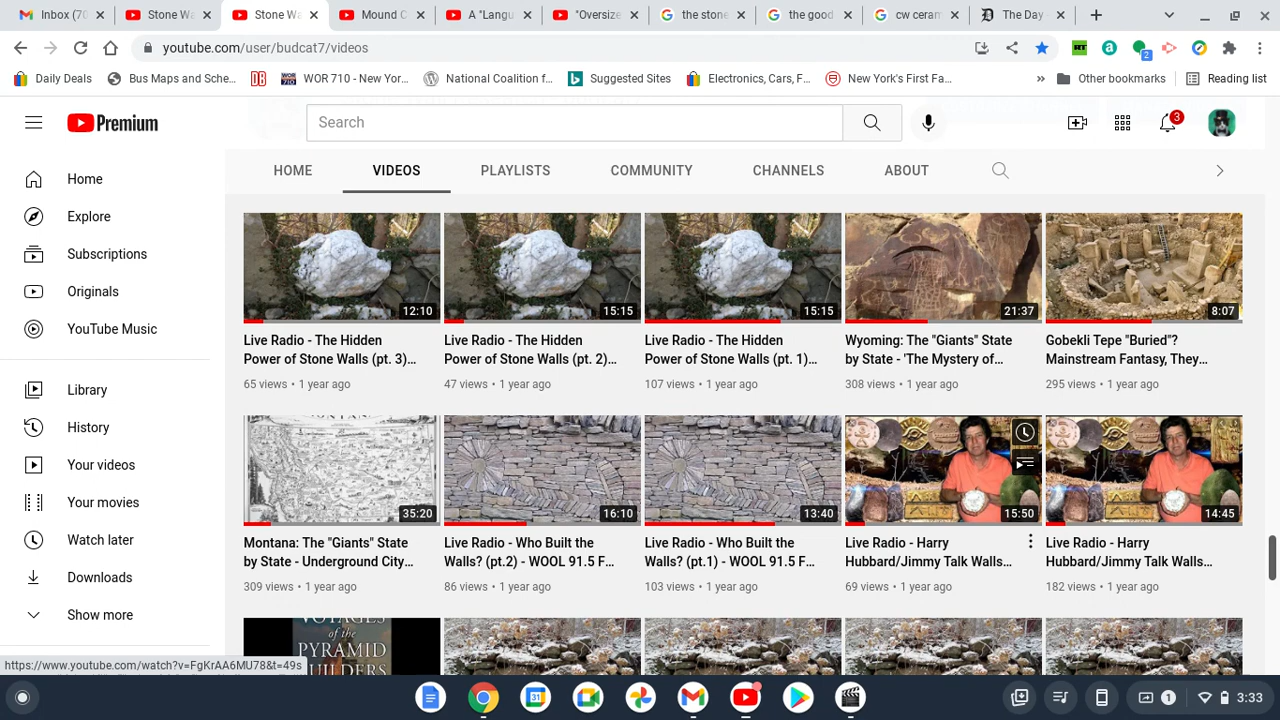 Inbox (70
Stone Wa
Stone Wa
Mound C
A "Langu
"Oversize
the stone
the good
cw ceram
The Day
youtube.com/user/budcat7/videos
2
Daily Deals
Bus Maps and Sche...
DB
WOR 710 - New Yor...
National Coalition f...
Suggested Sites
Electronics, Cars, F...
New York's First Fa...
»
Other bookmarks
Reading list
Premium
Search
3
HOME
VIDEOS
PLAYLISTS
COMMUNITY
CHANNELS
ABOUT
Home
Explore
Subscriptions
Originals
YouTube Music
Library
History
Your videos
Your movies
Watch later
Downloads
Show more
12:10
15:15
15:15
21:37
8:07
Live Radio - The Hidden
Power of Stone Walls (pt. 3)...
65 views • 1 year ago
Live Radio - The Hidden
Power of Stone Walls (pt. 2)...
47 views • 1 year ago
Live Radio - The Hidden
Power of Stone Walls (pt. 1)...
107 views • 1 year ago
Wyoming: The "Giants" State
by State - 'The Mystery of...
308 views • 1 year ago
Gobekli Tepe "Buried"?
Mainstream Fantasy, They...
295 views • 1 year ago
35:20
16:10
13:40
15:50
14:45
Montana: The "Giants" State
by State - Underground City...
309 views • 1 year ago
Live Radio - Who Built the
Walls? (pt.2) - WOOL 91.5 F...
86 views • 1 year ago
Live Radio - Who Built the
Walls? (pt.1) - WOOL 91.5 F...
103 views • 1 year ago
Live Radio - Harry
Hubbard/Jimmy Talk Walls...
69 views • 1 year ago
Live Radio - Harry
Hubbard/Jimmy Talk Walls...
182 views • 1 year ago
VOYAGES
of the
PYRAMID
BUILDERS
https://www.youtube.com/watch?v=FgKrAA6MU78&t=49s
31
1
3:33